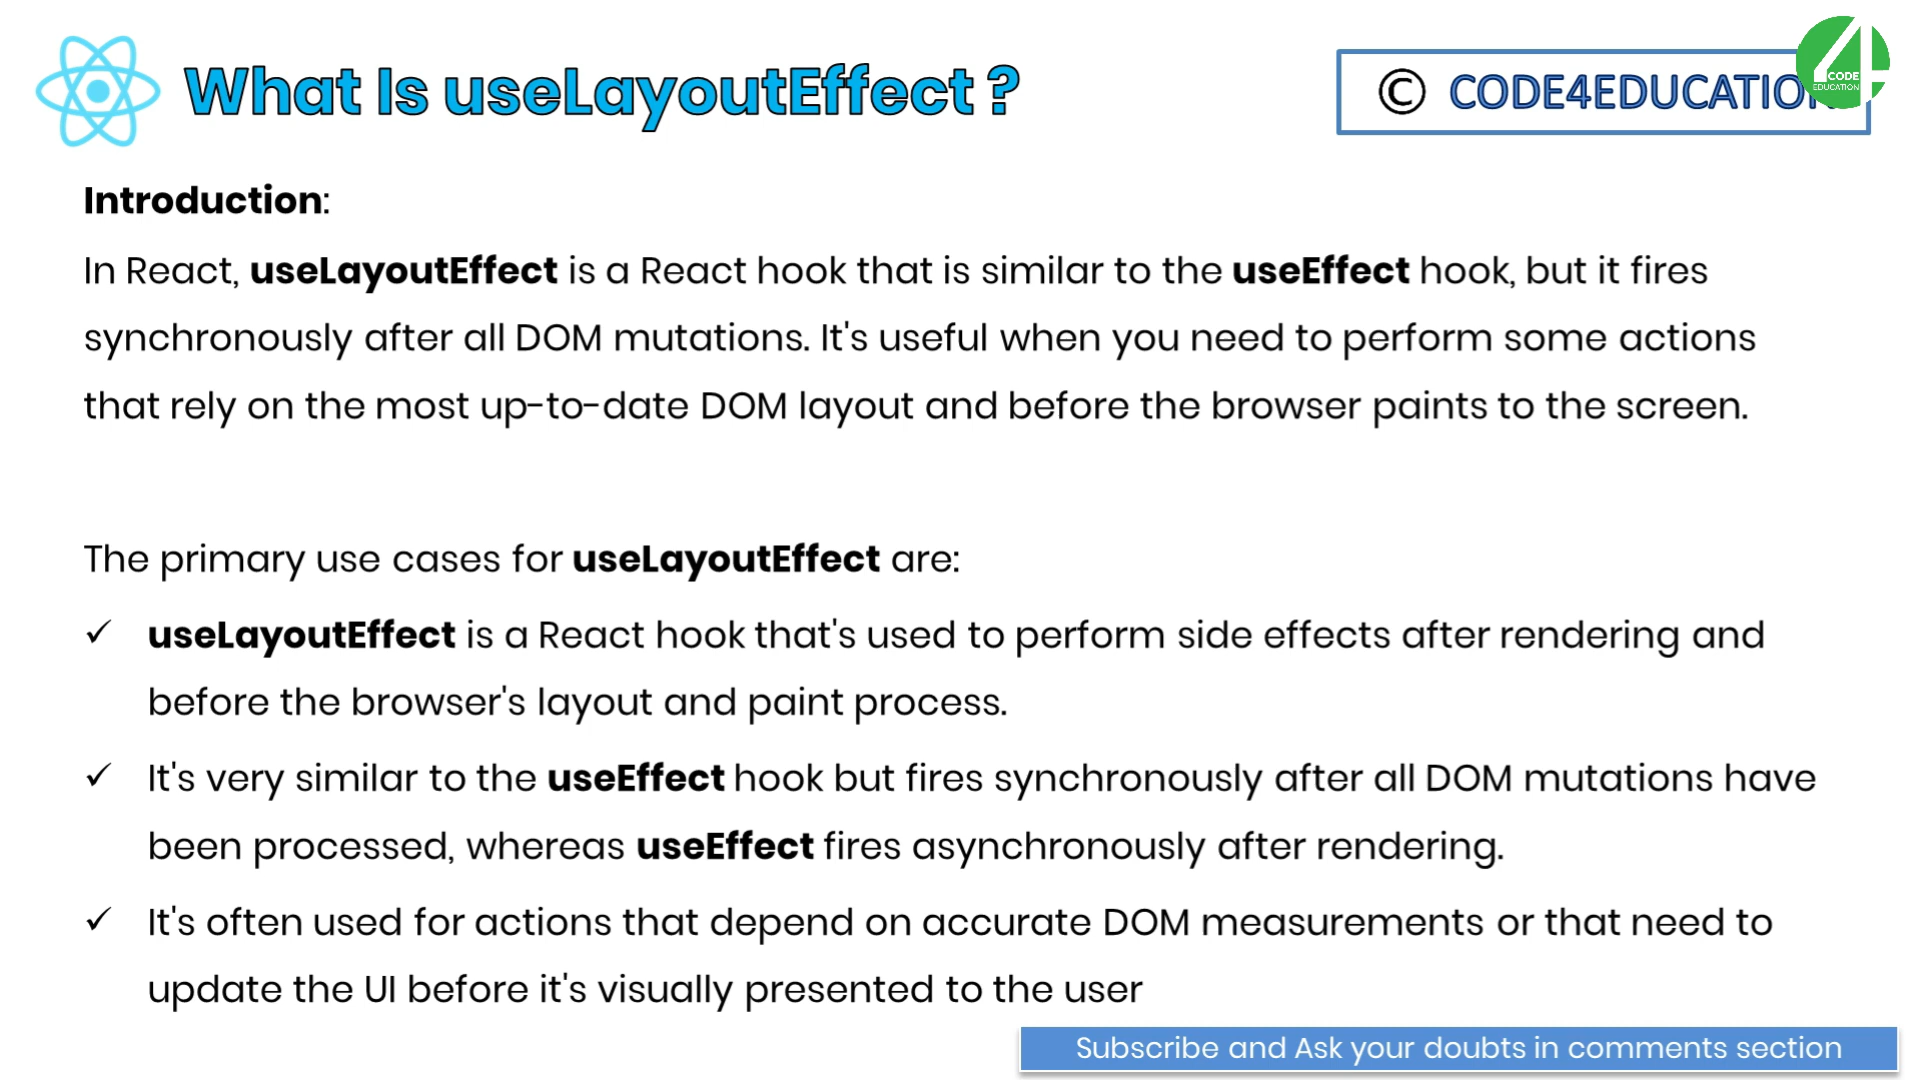 What Is useLayoutEffect ?
© CODE4EDUCATION
CODE
EDUCATION
Introduction:
In React, useLayoutEffect is a React hook that is similar to the useEffect hook, but it fires
synchronously after all DOM mutations. It's useful when you need to perform some actions
that rely on the most up-to-date DOM layout and before the browser paints to the screen.
The primary use cases for useLayoutEffect are:
✓ useLayoutEffect is a React hook that's used to perform side effects after rendering and
before the browser's layout and paint process.
✓ It's very similar to the useEffect hook but fires synchronously after all DOM mutations have
been processed, whereas useEffect fires asynchronously after rendering.
✓ It's often used for actions that depend on accurate DOM measurements or that need to
update the UI before it's visually presented to the user
Subscribe and Ask your doubts in comments section